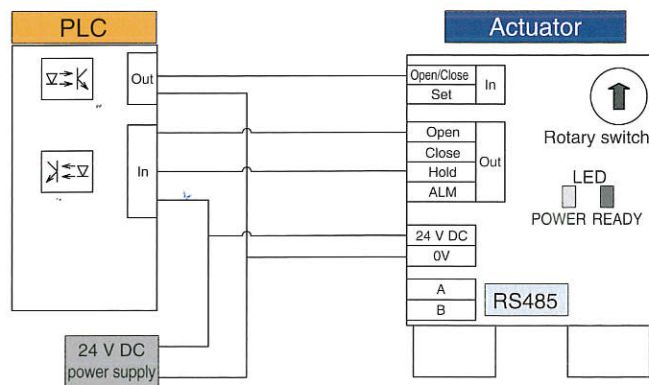 PLC
Actuator
Out
In
Open/Close
Set
In
Open
Close
Hold
ALM
Out
24 V DC
0V
A
B
RS485
Rotary switch
LED
POWER READY
24 V DC
power supply